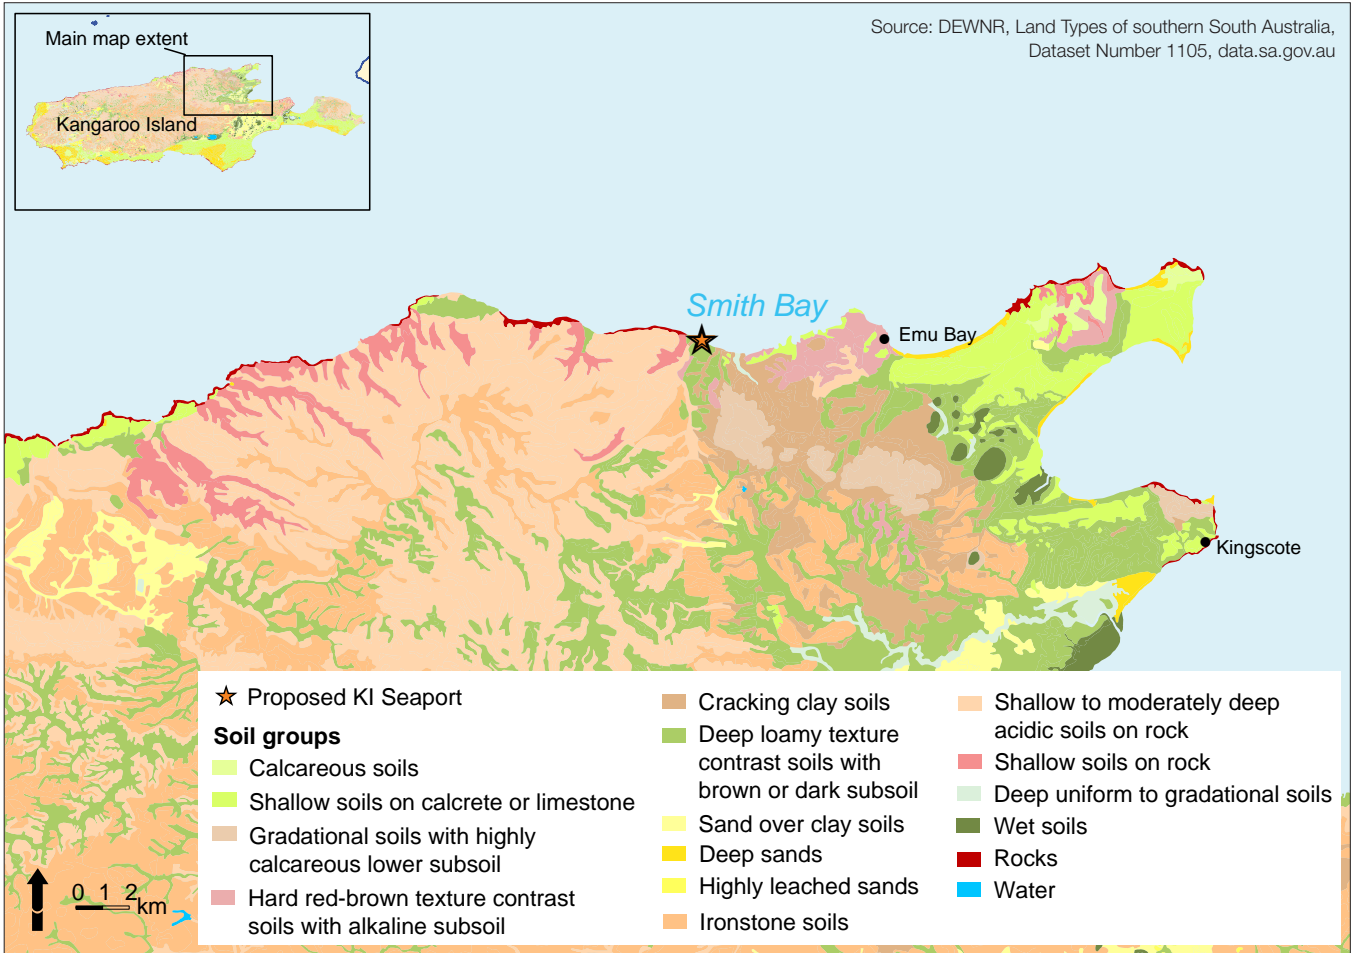 Main map extent
Kangaroo Island
Source: DEWNR, Land Types of southern South Australia,
Dataset Number 1105, data.sa.gov.au
Smith Bay
Emu Bay
Kingscote
Proposed KI Seaport
Soil groups
Calcareous soils
Shallow soils on calcrete or limestone
Gradational soils with highly
calcareous lower subsoil
Hard red-brown texture contrast
soils with alkaline subsoil
Cracking clay soils
Deep loamy texture
contrast soils with
brown or dark subsoil
Sand over clay soils
Deep sands
Highly leached sands
Ironstone soils
Shallow to moderately deep
acidic soils on rock
Shallow soils on rock
Deep uniform to gradational soils
Wet soils
Rocks
Water
0 1 2
km